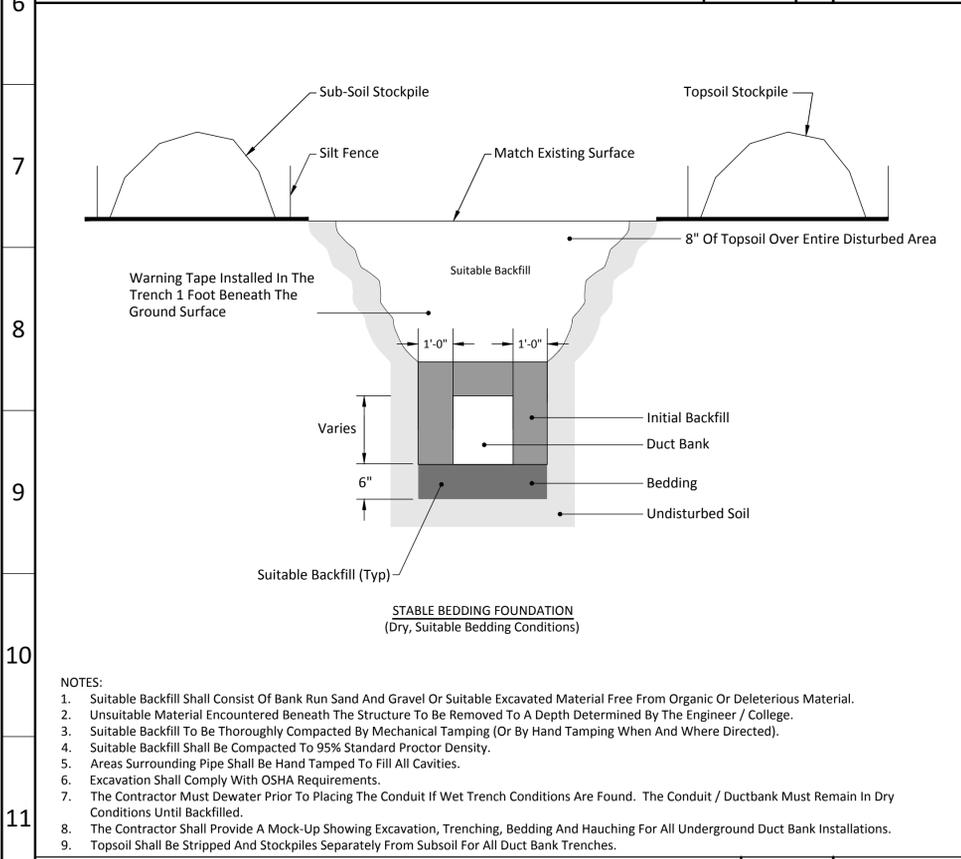 6
7
8
9
10
11
Sub-Soil Stockpile
Topsoil Stockpile
Silt Fence
Match Existing Surface
8" Of Topsoil Over Entire Disturbed Area
Suitable Backfill
Warning Tape Installed In The
Trench 1 Foot Beneath The
Ground Surface
1'-0"
1'-0"
Initial Backfill
Varies
Duct Bank
6"
Bedding
Undisturbed Soil
Suitable Backfill (Typ)
STABLE BEDDING FOUNDATION
(Dry, Suitable Bedding Conditions)
NOTES:
1. Suitable Backfill Shall Consist Of Bank Run Sand And Gravel Or Suitable Excavated Material Free From Organic Or Deleterious Material.
2. Unsuitable Material Encountered Beneath The Structure To Be Removed To A Depth Determined By The Engineer / College.
3. Suitable Backfill To Be Thoroughly Compacted By Mechanical Tamping (Or By Hand Tamping When And Where Directed).
4. Suitable Backfill Shall Be Compacted To 95% Standard Proctor Density.
5. Areas Surrounding Pipe Shall Be Hand Tamped To Fill All Cavities.
6. Excavation Shall Comply With OSHA Requirements.
7. The Contractor Must Dewater Prior To Placing The Conduit If Wet Trench Conditions Are Found. The Conduit / Ductbank Must Remain In Dry
Conditions Until Backfilled.
8. The Contractor Shall Provide A Mock-Up Showing Excavation, Trenching, Bedding And Hauching For All Underground Duct Bank Installations.
9. Topsoil Shall Be Stripped And Stockpiles Separately From Subsoil For All Duct Bank Trenches.